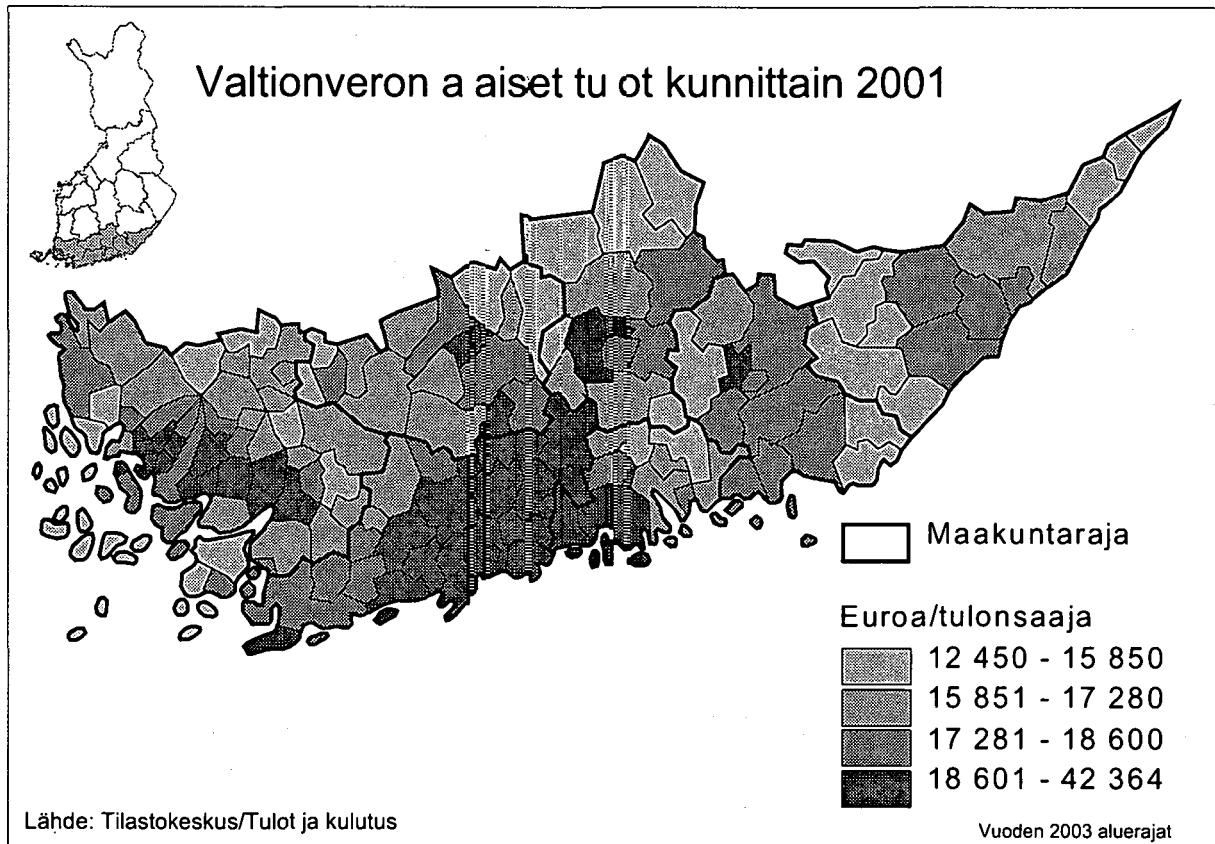 Valtionveron a aiset tu ot kunnittain 2001
Maakuntaraja
Euroa/tulonsaaja
12 450 - 15 850
15 851 - 17 280
17 281 - 18 600
18 601 - 42 364
Lähde: Tilastokeskus/Tulot ja kulutus
Vuoden 2003 aluerajat